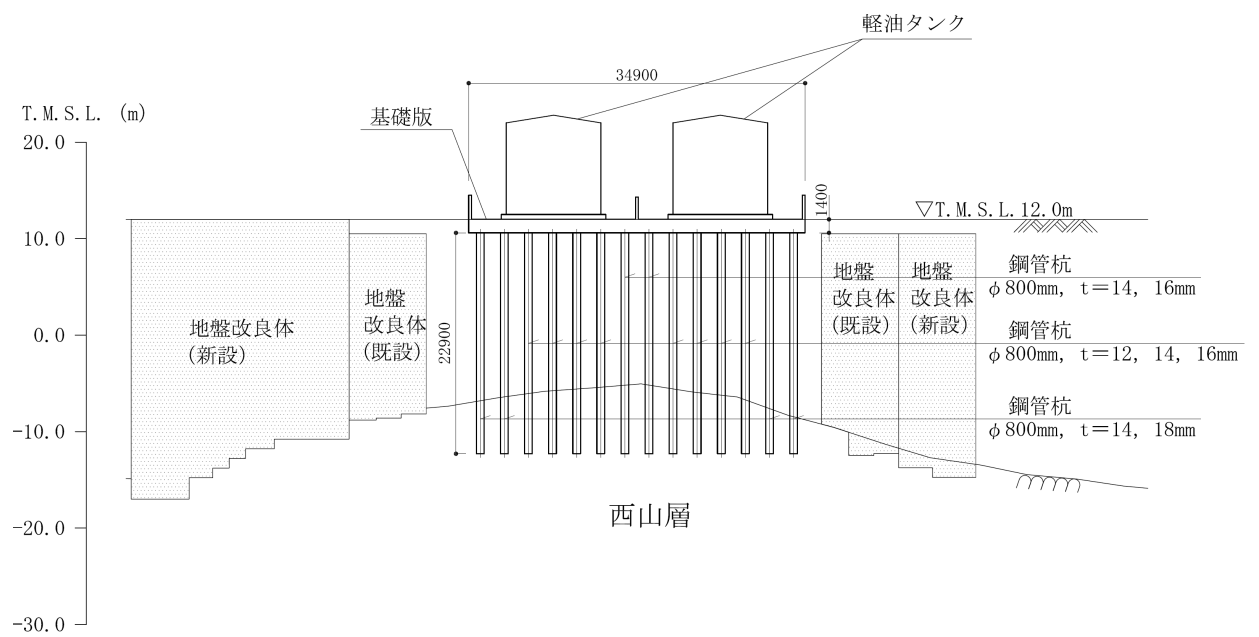 軽油タンク
34900
T.M.S.L. (m)
基礎版
20.0
1400
▽T.M.S.L.12.0m
10.0
鋼管杭
φ800mm, t=14, 16mm
地盤
改良体
(既設)
地盤
改良体
(既設)
地盤
改良体
(新設)
地盤改良体
(新設)
0.0
22900
鋼管杭
φ800mm, t=12, 14, 16mm
鋼管杭
φ800mm, t=14, 18mm
-10.0
西山層
-20.0
-30.0